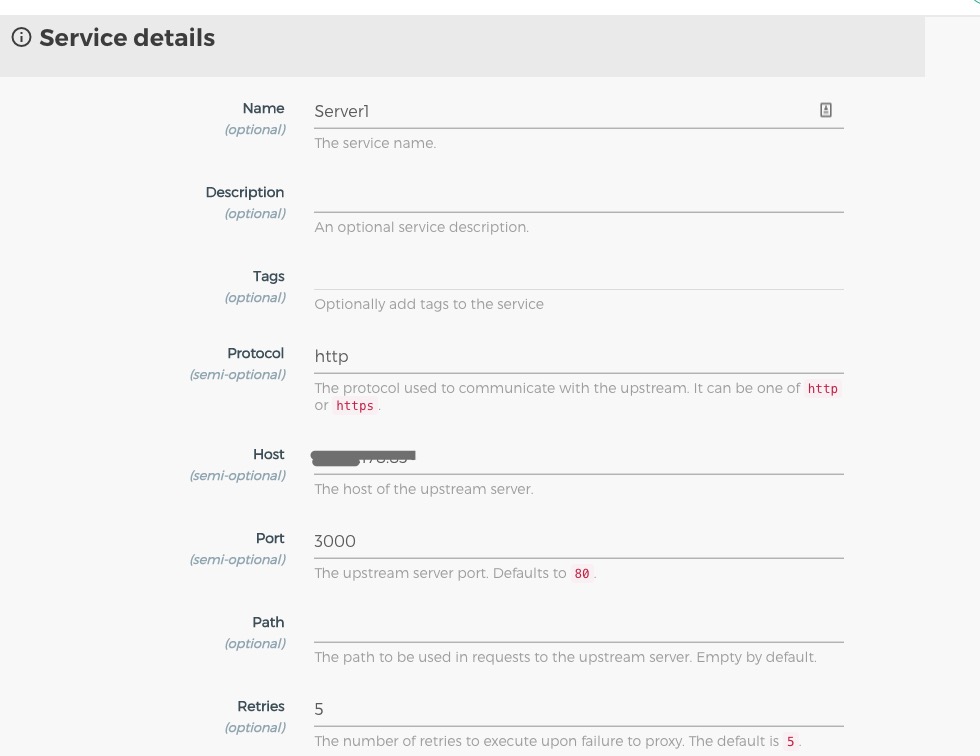 Service details
Name
(optional)
Server1
The service name.
Description
(optional)
An optional service description.
Tags
(optional)
Optionally add tags to the service
Protocol
(semi-optional)
http
The protocol used to communicate with the upstream. It can be one of http
or https .
Host
(semi-optional)
The host of the upstream server.
Port
(semi-optional)
3000
The upstream server port. Defaults to 80 .
Path
(optional)
The path to be used in requests to the upstream server. Empty by default.
Retries
(optional)
5
The number of retries to execute upon failure to proxy. The default is 5 .